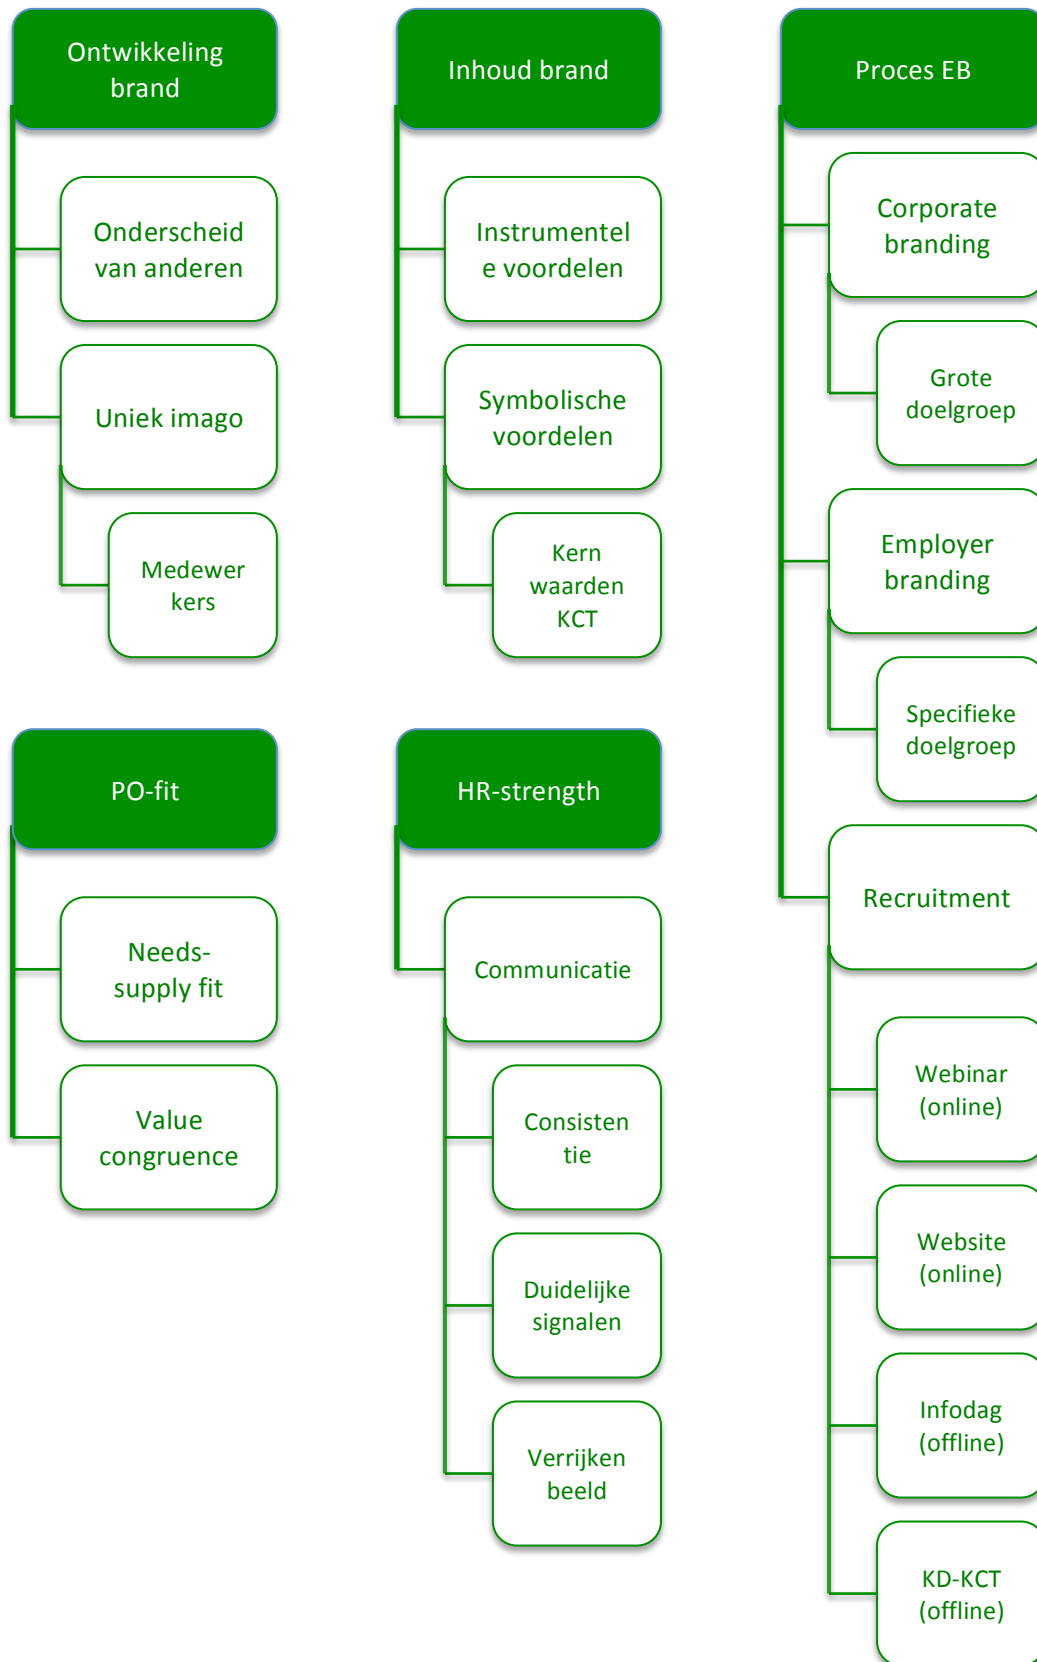 Ontwikkeling
brand
Onderscheid
van anderen
Uniek imago
Medewer
kers
Inhoud brand
Instrumentel
e voordelen
Symbolische
voordelen
Kern
waarden
KCT
Proces EB
Corporate
branding
Grote
doelgroep
Employer
branding
Specifieke
doelgroep
Recruitment
Webinar
(online)
Website
(online)
Infodag
(offline)
KD-KCT
(offline)
PO-fit
Needs-
supply fit
Value
congruence
HR-strength
Communicatie
Consisten
tie
Duidelijke
signalen
Verrijken
beeld